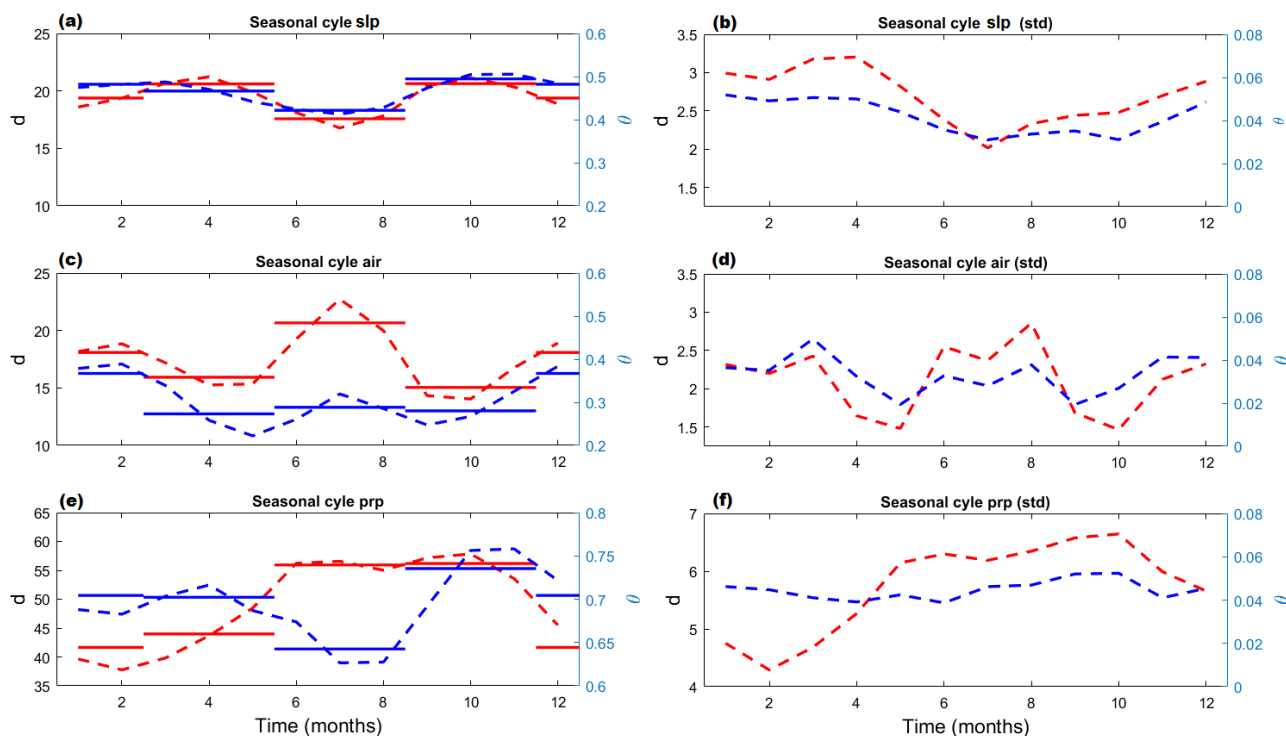 (a) Seasonal cyle slp
25
20
15
10
d
0.6
0.5
0.4
0.3
0.2
θ
2 4 6 8 10 12
(b) Seasonal cyle slp (std)
3.5
3
2.5
2
1.5
d
0.08
0.06
0.04
0.02
0
θ
2 4 6 8 10 12
(c) Seasonal cyle air
25
20
15
10
d
0.6
0.5
0.4
0.3
0.2
θ
2 4 6 8 10 12
(d) Seasonal cyle air (std)
3.5
3
2.5
2
1.5
d
0.08
0.06
0.04
0.02
0
θ
2 4 6 8 10 12
(e) Seasonal cyle prp
65
60
55
50
45
40
35
d
0.8
0.75
0.7
0.65
0.6
θ
2 4 6 8 10 12
Time (months)
(f) Seasonal cyle prp (std)
7
6
5
4
d
0.08
0.06
0.04
0.02
0
θ
2 4 6 8 10 12
Time (months)